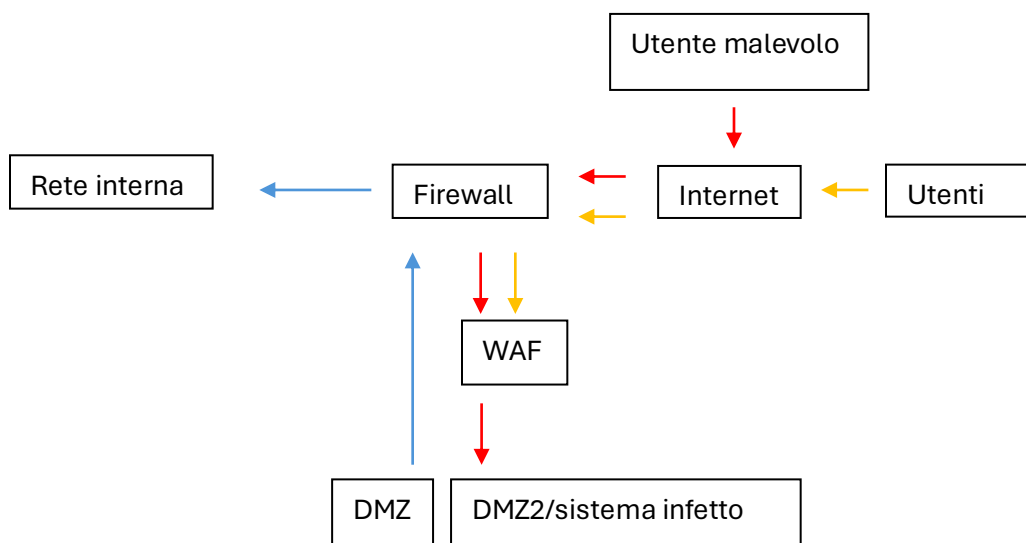 Utente malevolo
Rete interna
Firewall
Internet
Utenti
WAF
DMZ
DMZ2/sistema infetto